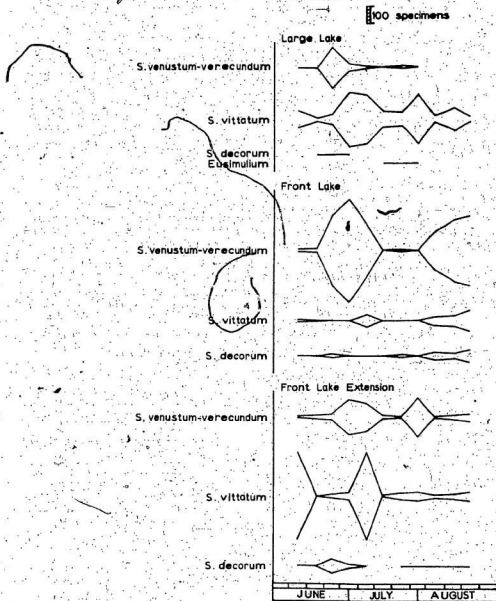 100 specimens
Large Lake
S. venustum-verecundum
S. vittatum
S. decorum
Eusimulium
Front Lake
S. venustum-verecundum
S. vittatum
S. decorum
Front Lake Extension
S. venustum-verecundum
S. vittatum
S. decorum
JUNE JULY AUGUST